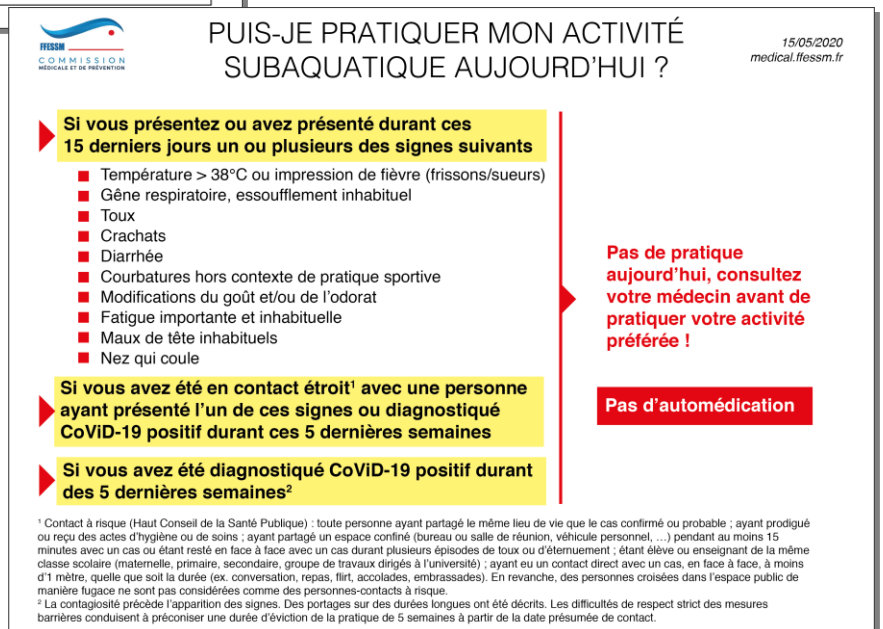 FFESSM
COMMISSION
MÉDICALE ET DE PRÉVENTION
PUIS-JE PRATIQUER MON ACTIVITÉ
SUBAQUATIQUE AUJOURD’HUI ?
15/05/2020
medical.ffessm.fr
Si vous présentez ou avez présenté durant ces
15 derniers jours un ou plusieurs des signes suivants
Température > 38°C ou impression de fièvre (frissons/sueurs)
Gêne respiratoire, essoufflement inhabituel
Toux
Crachats
Diarrhée
Courbatures hors contexte de pratique sportive
Modifications du goût et/ou de l’odorat
Fatigue importante et inhabituelle
Maux de tête inhabituels
Nez qui coule
Si vous avez été en contact étroit¹ avec une personne
ayant présenté l’un de ces signes ou diagnostiqué
CoViD-19 positif durant ces 5 dernières semaines
Si vous avez été diagnostiqué CoViD-19 positif durant
des 5 dernières semaines²
Pas de pratique
aujourd’hui, consultez
votre médecin avant de
pratiquer votre activité
préférée !
Pas d’automédication
¹ Contact à risque (Haut Conseil de la Santé Publique) : toute personne ayant partagé le même lieu de vie que le cas confirmé ou probable ; ayant prodigué
ou reçu des actes d’hygiène ou de soins ; ayant partagé un espace confiné (bureau ou salle de réunion, véhicule personnel, ...) pendant au moins 15
minutes avec un cas ou étant resté en face à face avec un cas durant plusieurs épisodes de toux ou d’éternuement ; étant élève ou enseignant de la même
classe scolaire (maternelle, primaire, secondaire, groupe de travaux dirigés à l’université) ; ayant eu un contact direct avec un cas, en face à face, à moins
d’1 mètre, quelle que soit la durée (ex. conversation, repas, flirt, accolades, embrassades). En revanche, des personnes croisées dans l’espace public de
manière fugace ne sont pas considérées comme des personnes-contacts à risque.
² La contagiosité précède l’apparition des signes. Des portages sur des durées longues ont été décrits. Les difficultés de respect strict des mesures
barrières conduisent à préconiser une durée d’éviction de la pratique de 5 semaines à partir de la date présumée de contact.